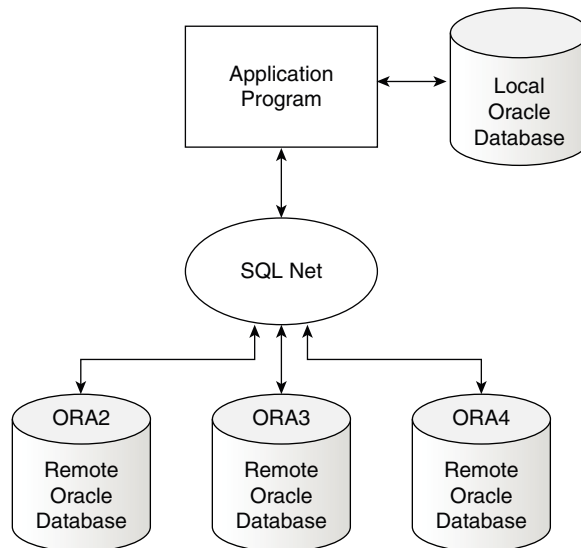 Application
Program
Local
Oracle
Database
SQL Net
ORA2
ORA3
ORA4
Remote
Oracle
Database
Remote
Oracle
Database
Remote
Oracle
Database